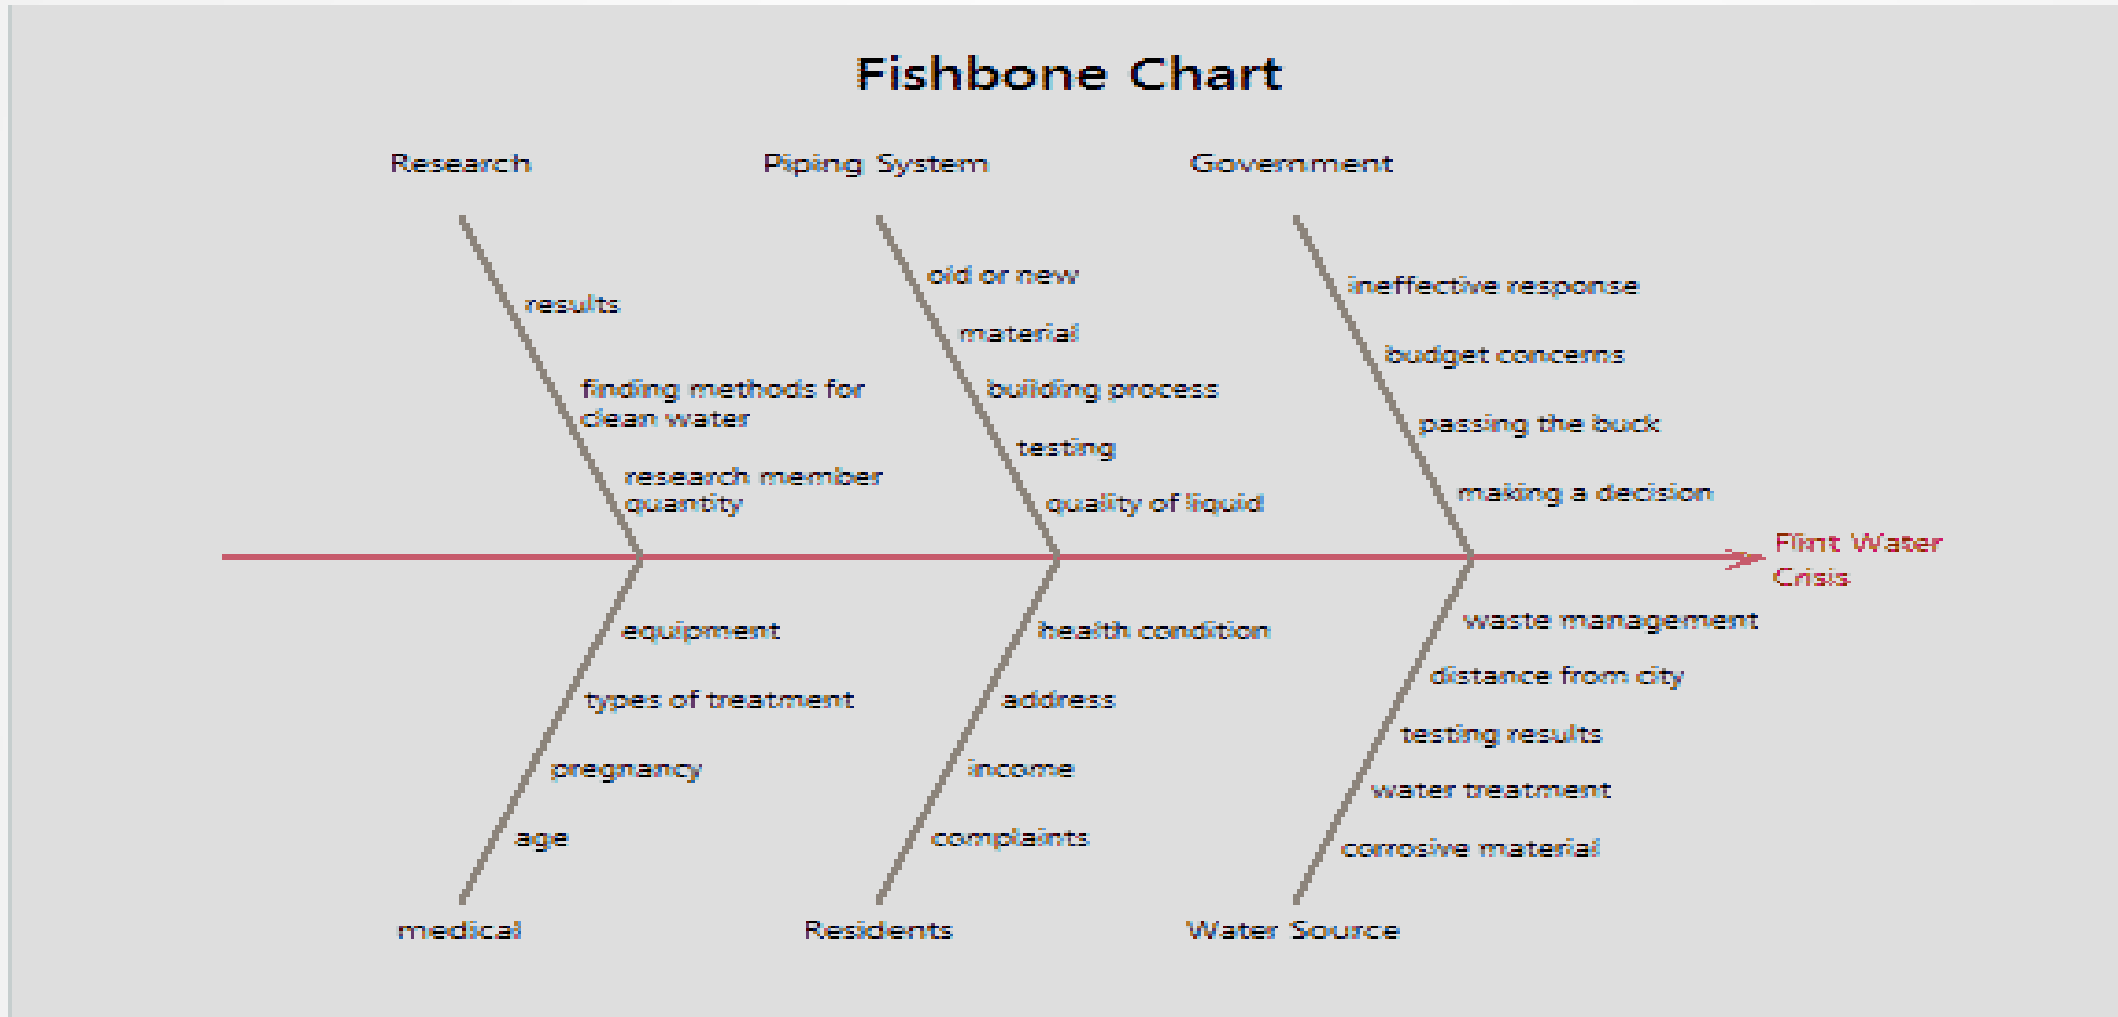 Fishbone Chart
Research
Piping System
Government
results
finding methods for
clean water
research member
quantity
old or new
material
building process
testing
quality of liquid
ineffective response
budget concerns
passing the buck
making a decision
Flint Water
Crisis
equipment
types of treatment
pregnancy
age
health condition
address
income
complaints
waste management
distance from city
testing results
water treatment
corrosive material
medical
Residents
Water Source